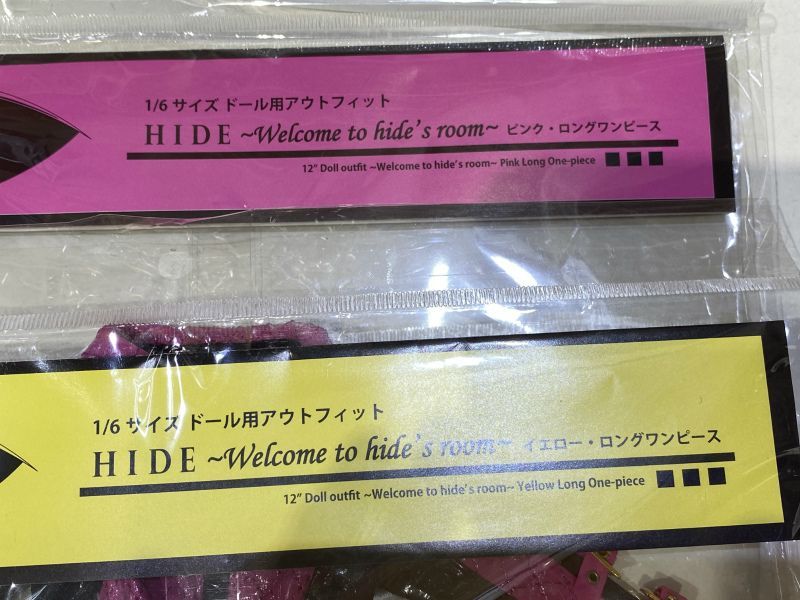 1/6 サイズ ドール用アウトフィット
HIDE ~Welcome to hide's room~ ピンク・ロングワンピース
12" Doll outfit ~Welcome to hide's room~ Pink Long One-piece ■ ■ ■
1/6 サイズ ドール用アウトフィット
HIDE ~Welcome to hide's room~ イエロー・ロングワンピース
12" Doll outfit ~Welcome to hide's room~ Yellow Long One-piece ■ ■ ■